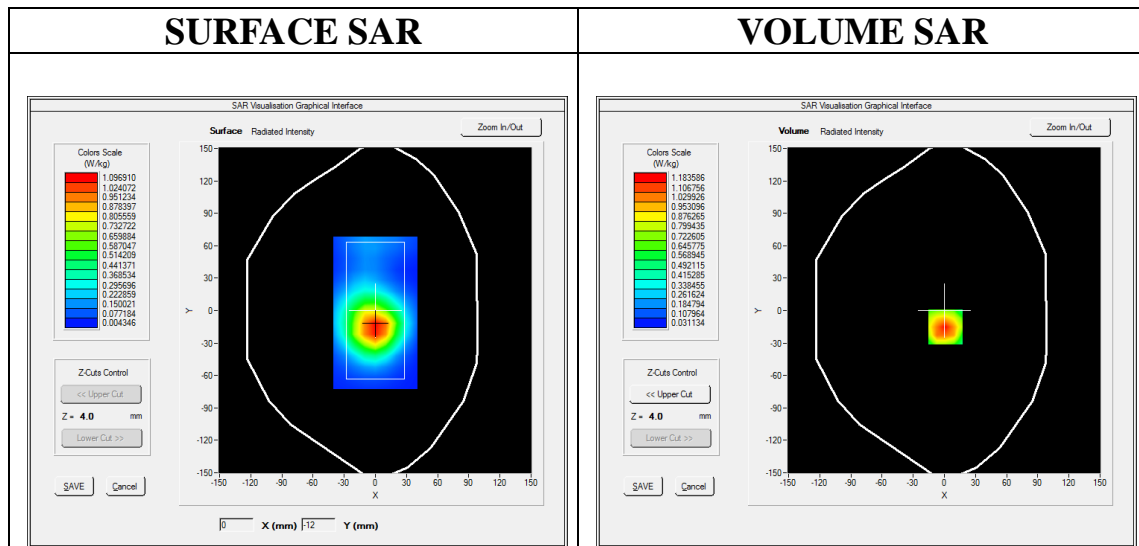 SURFACE SAR
VOLUME SAR
SAR Visualisation Graphical Interface
Surface Radiated Intensity
Zoom In/Out
Colors Scale
(W/kg)
1.096910
1.024072
0.951234
0.878397
0.805559
0.732722
0.659884
0.587047
0.514209
0.441371
0.368534
0.295696
0.222859
0.150021
0.077184
0.004346
Z-Cuts Control
<< Upper Cut
Z = 4.0 mm
Lower Cut >>
SAVE
Cancel
Y
150
120
90
60
30
0
-30
-60
-90
-120
-150
-150 -120 -90 -60 -30 0 30 60 90 120 150
X
0 X (mm) -12 Y (mm)
SAR Visualisation Graphical Interface
Volume Radiated Intensity
Zoom In/Out
Colors Scale
(W/kg)
1.183586
1.106756
1.029926
0.953096
0.876265
0.799435
0.722605
0.645775
0.568945
0.492115
0.415285
0.338455
0.261624
0.184794
0.107964
0.031134
Z-Cuts Control
<< Upper Cut
Z = 4.0 mm
Lower Cut >>
SAVE
Cancel
Y
150
120
90
60
30
0
-30
-60
-90
-120
-150
-150 -120 -90 -60 -30 0 30 60 90 120 150
X